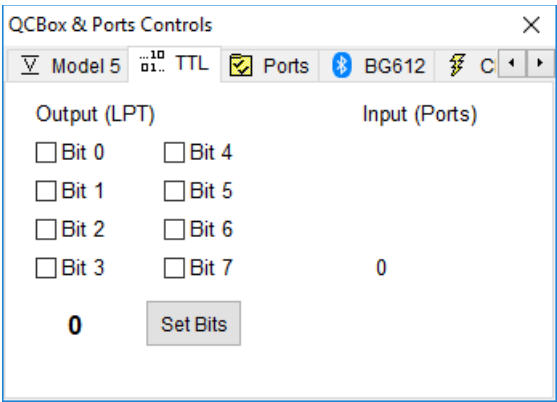 QCBox & Ports Controls
Model 5 TTL Ports BG612 C
Output (LPT) Input (Ports)
Bit 0 Bit 4
Bit 1 Bit 5
Bit 2 Bit 6
Bit 3 Bit 7 0
0 Set Bits